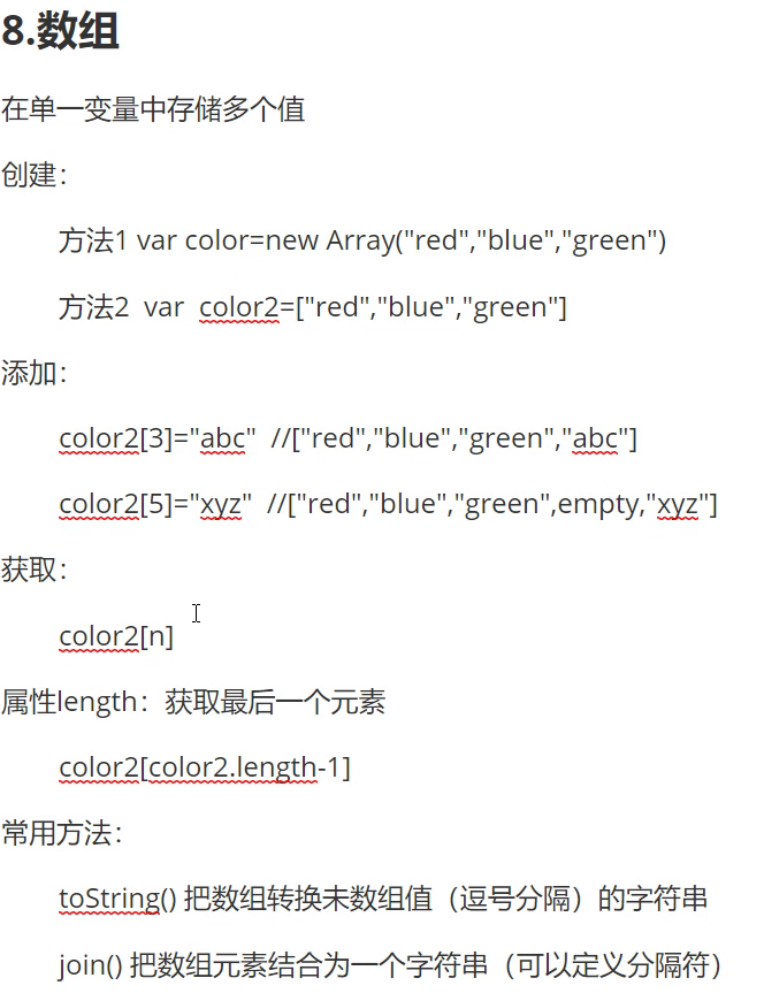 8.数组
在单一变量中存储多个值
创建：
方法1 var color=new Array("red","blue","green")
方法2 var color2=["red","blue","green"]
添加：
color2[3]="abc" //["red","blue","green","abc"]
color2[5]="xyz" //["red","blue","green",empty,"xyz"]
获取：
color2[n]
属性length：获取最后一个元素
color2[color2.length-1]
常用方法：
toString() 把数组转换未数组值（逗号分隔）的字符串
join() 把数组元素结合为一个字符串（可以定义分隔符）